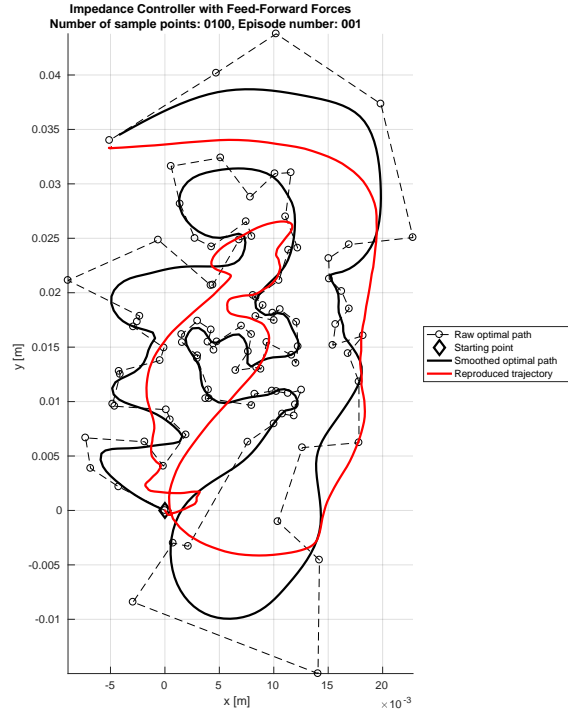 Impedance Controller with Feed-Forward Forces
Number of sample points: 0100, Episode number: 001
0.04
0.035
0.03
0.025
0.02
0.015
0.01
0.005
0
-0.005
-0.01
y [m]
-5
0
5
10
15
20
x [m]
× 10⁻³
Raw optimal path
Starting point
Smoothed optimal path
Reproduced trajectory